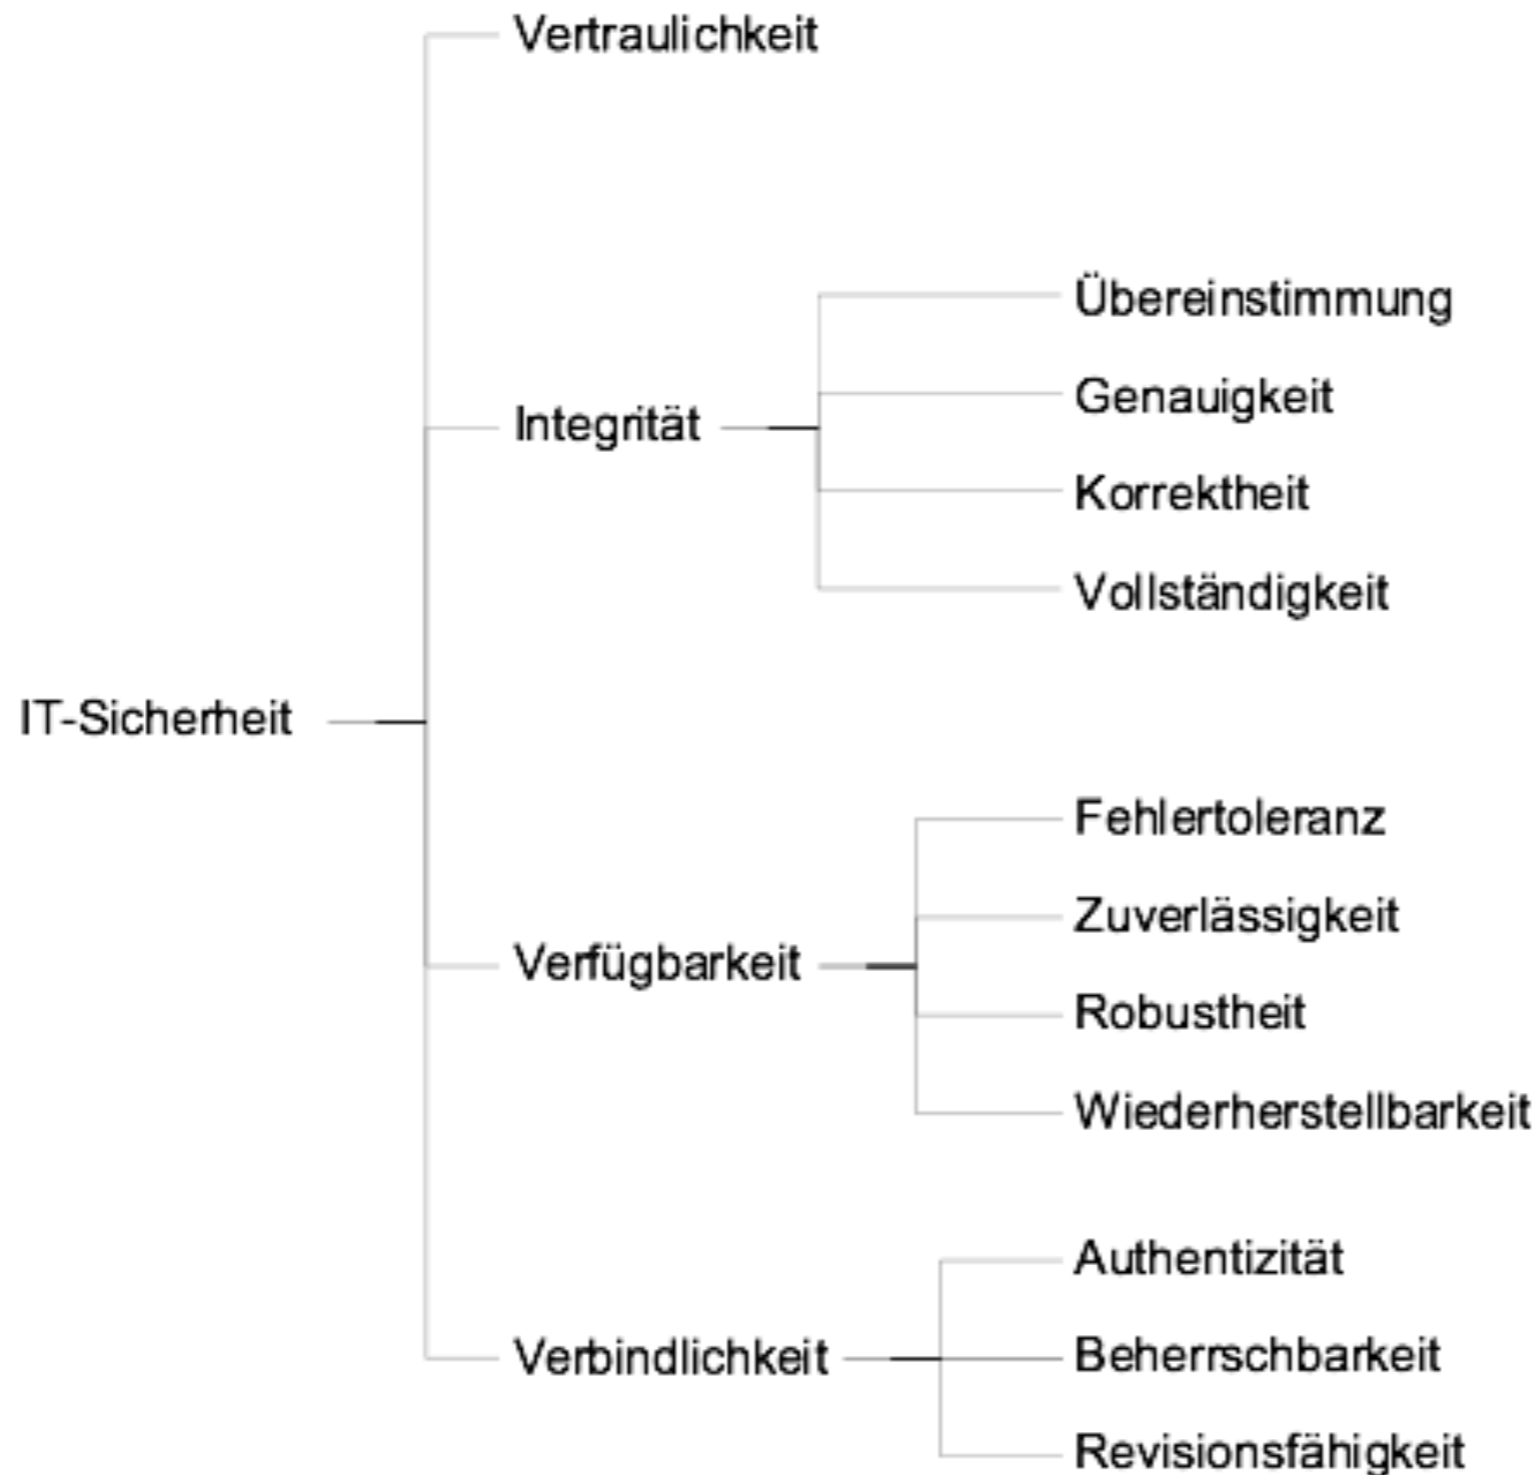 Vertraulichkeit
Übereinstimmung
Genauigkeit
Integrität
Korrektheit
Vollständigkeit
IT-Sicherheit
Fehlertoleranz
Zuverlässigkeit
Verfügbarkeit
Robustheit
Wiederherstellbarkeit
Authentizität
Verbindlichkeit
Beherrschbarkeit
Revisionsfähigkeit